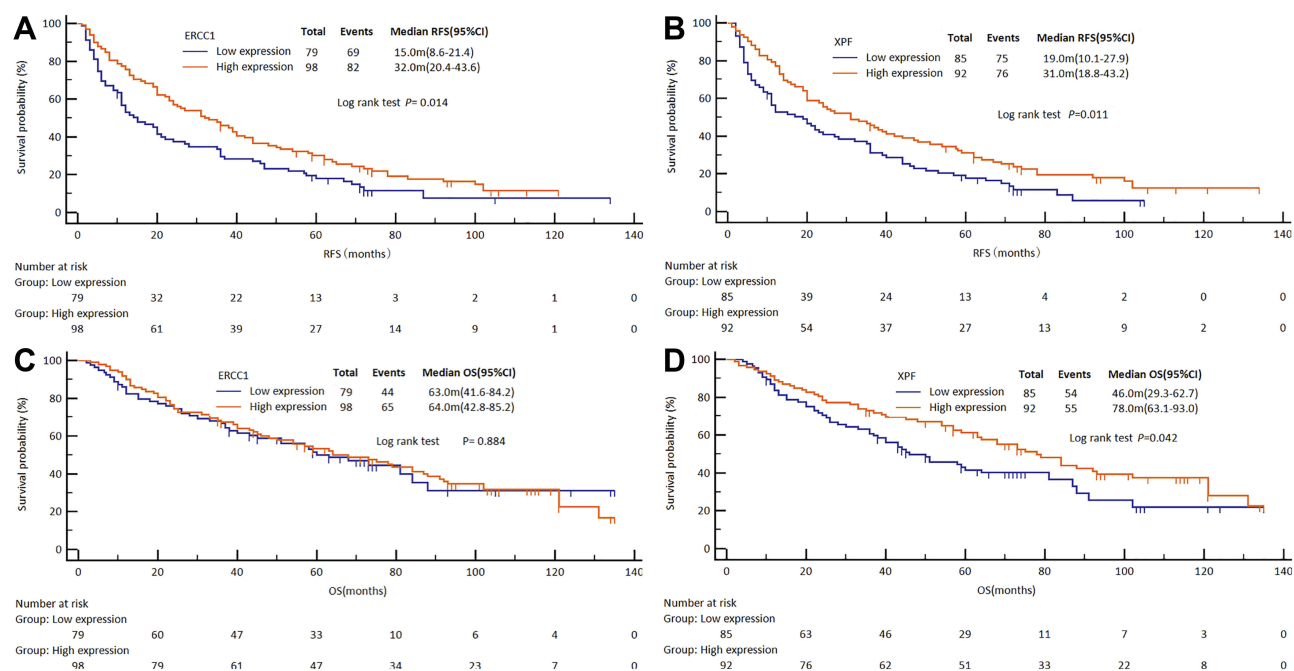 A
ERCC1 Total Events Median RFS(95%CI)
Low expression 79 69 15.0m(8.6-21.4)
High expression 98 82 32.0m(20.4-43.6)
Log rank test P= 0.014
Survival probability (%)
100
80
60
40
20
0
0 20 40 60 80 100 120 140
RFS(months)
Number at risk
Group: Low expression
79 32 22 13 3 2 1 0
Group: High expression
98 61 39 27 14 9 1 0
B
XPF Total Events Median RFS(95%CI)
Low expression 85 75 19.0m(10.1-27.9)
High expression 92 76 31.0m(18.8-43.2)
Log rank test P=0.011
Survival probability (%)
100
80
60
40
20
0
0 20 40 60 80 100 120 140
RFS(months)
Number at risk
Group: Low expression
85 39 24 13 4 2 0 0
Group: High expression
92 54 37 27 13 9 2 0
C
ERCC1 Total Events Median OS(95%CI)
Low expression 79 44 63.0m(41.6-84.2)
High expression 98 65 64.0m(42.8-85.2)
Log rank test P= 0.884
Survival probability (%)
100
80
60
40
20
0
0 20 40 60 80 100 120 140
OS(months)
Number at risk
Group: Low expression
79 60 47 33 10 6 4 0
Group: High expression
98 79 61 47 34 23 7 0
D
XPF Total Events Median OS(95%CI)
Low expression 85 54 46.0m(29.3-62.7)
High expression 92 55 78.0m(63.1-93.0)
Log rank test P=0.042
Survival probability (%)
100
80
60
40
20
0
0 20 40 60 80 100 120 140
OS(months)
Number at risk
Group: Low expression
85 63 46 29 11 7 3 0
Group: High expression
92 76 62 51 33 22 8 0